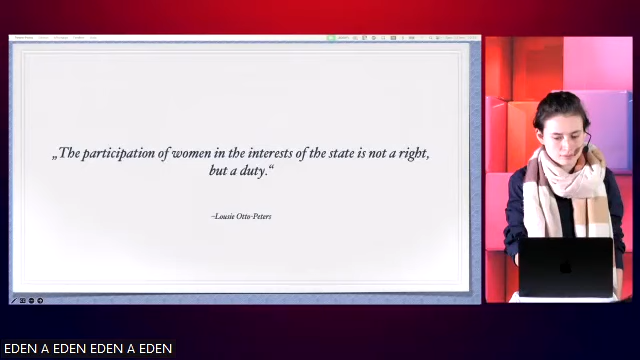 „The participation of women in the interests of the state is not a right,
but a duty.“
–Lousie Otto-Peters
EDEN A EDEN EDEN A EDEN